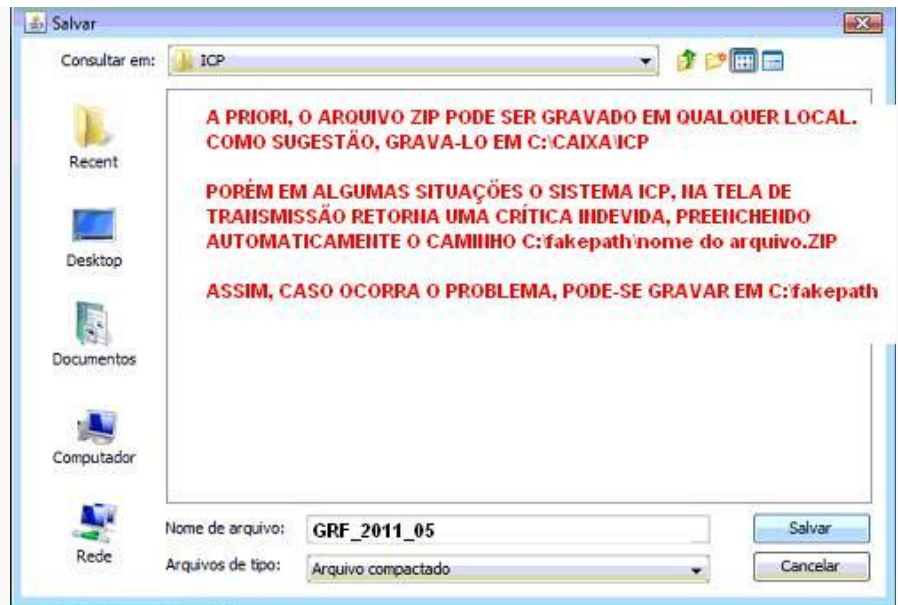 Salvar
Consultar em:
ICP
A PRIORI, O ARQUIVO ZIP PODE SER GRAVADO EM QUALQUER LOCAL.
COMO SUGESTÃO, GRAVA-LO EM C:\CAIXA\ICP
PORÉM EM ALGUMAS SITUAÇÕES O SISTEMA ICP, NA TELA DE
TRANSMISSÃO RETORNA UMA CRÍTICA INDEVIDA, PREENCHENDO
AUTOMATICAMENTE O CAMINHO C:\fakepath\nome do arquivo.ZIP
ASSIM, CASO OCORRA O PROBLEMA, PODE-SE GRAVAR EM C:\fakepath
Recent
Desktop
Documentos
Computador
Rede
Nome de arquivo:
GRF_2011_05
Salvar
Arquivos de tipo:
Arquivo compactado
Cancelar